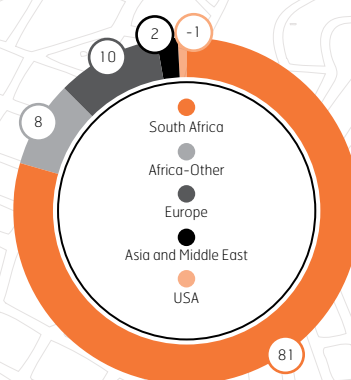 2
-1
10
8
South Africa
Africa-Other
Europe
Asia and Middle East
USA
81